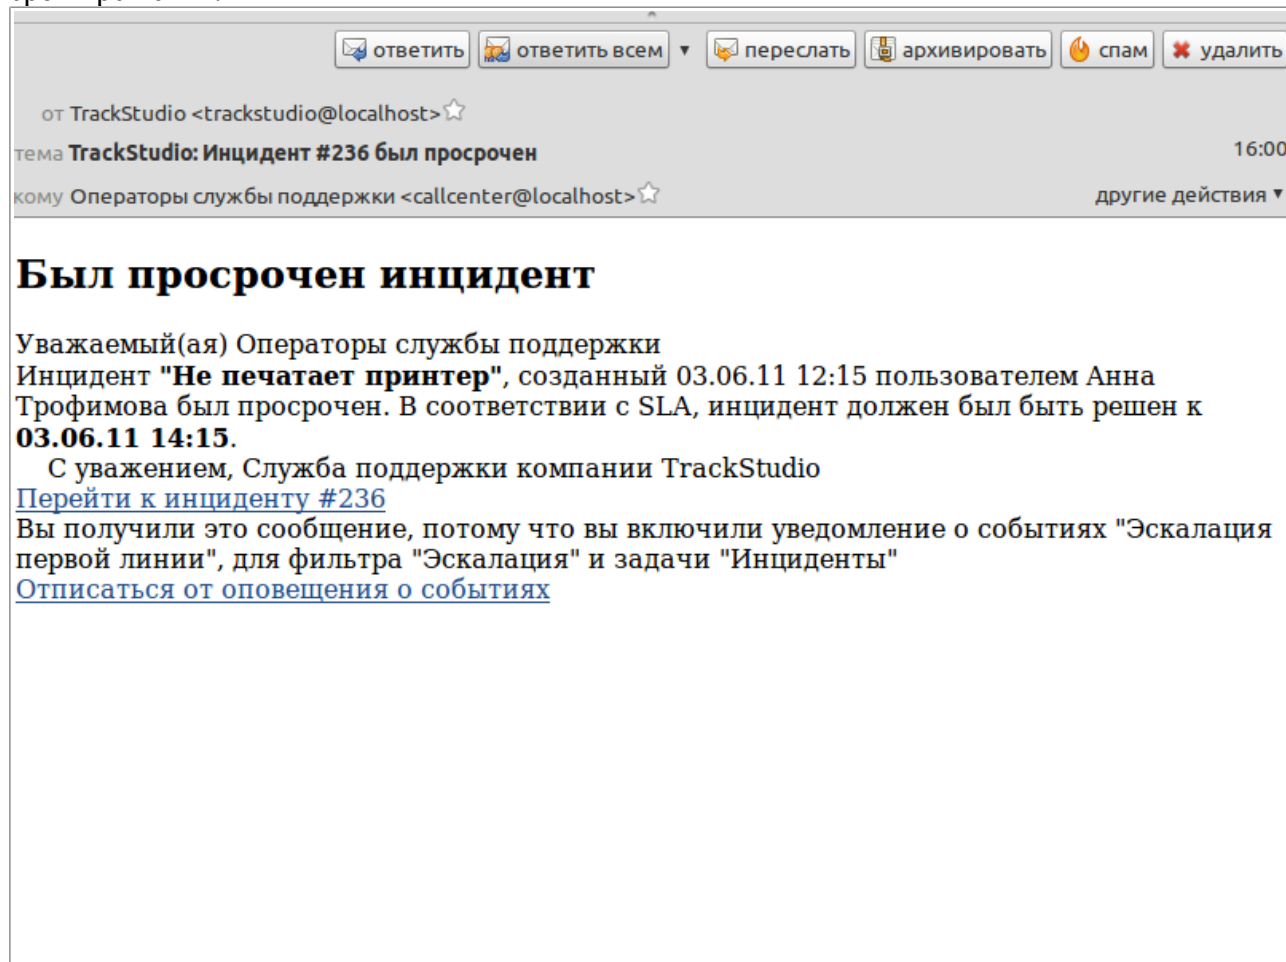 ответить ответить всем переслать архивировать спам удалить
от TrackStudio <trackstudio@localhost>
тема TrackStudio: Инцидент #236 был просрочен 16:00
кому Операторы службы поддержки <callcenter@localhost> другие действия
Был просрочен инцидент
Уважаемый(ая) Операторы службы поддержки
Инцидент "Не печатает принтер", созданный 03.06.11 12:15 пользователем Анна
Трофимова был просрочен. В соответствии с SLA, инцидент должен был быть решен к
03.06.11 14:15.
С уважением, Служба поддержки компании TrackStudio
Перейти к инциденту #236
Вы получили это сообщение, потому что вы включили уведомление о событиях "Эскалация
первой линии", для фильтра "Эскалация" и задачи "Инциденты"
Отписаться от оповещения о событиях